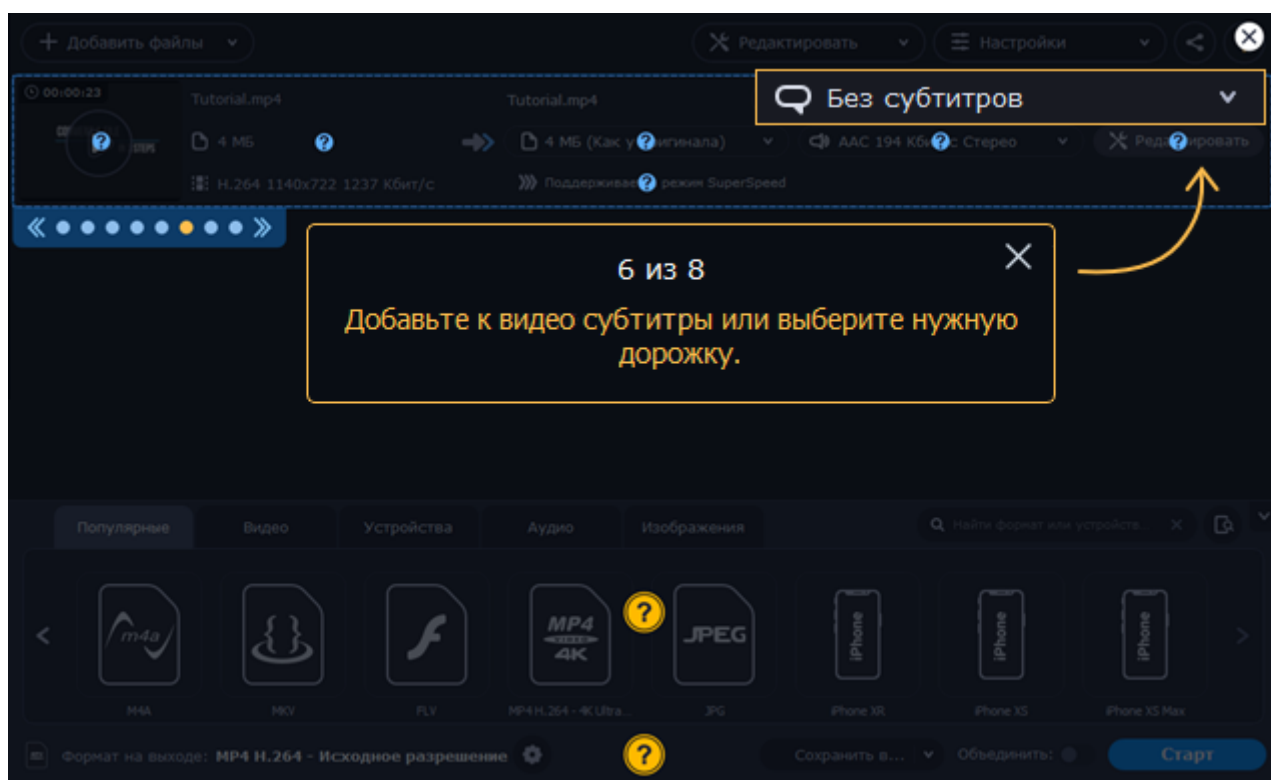 Добавить файлы
Редактировать
Настройки
00:00:23
Tutorial.mp4
Tutorial.mp4
Без субтитров
4 МБ
4 МБ (Как у оригинала)
AAC 194 Кбит/с Стерео
Редактировать
H.264 1140x722 1237 Кбит/с
Поддерживает режим SuperSpeed
6 из 8
Добавьте к видео субтитры или выберите нужную
дорожку.
Популярные
Видео
Устройства
Аудио
Изображения
Найти формат или устройств...
m4a
MP4
VIDEO
4K
JPEG
iPhone
iPhone
iPhone
M4A
MKV
FLV
MP4 H.264 - 4K Ultra...
JPG
iPhone XR
iPhone XS
iPhone XS Max
Формат на выходе: MP4 H.264 - Исходное разрешение
Сохранить в...
Объединить:
Старт